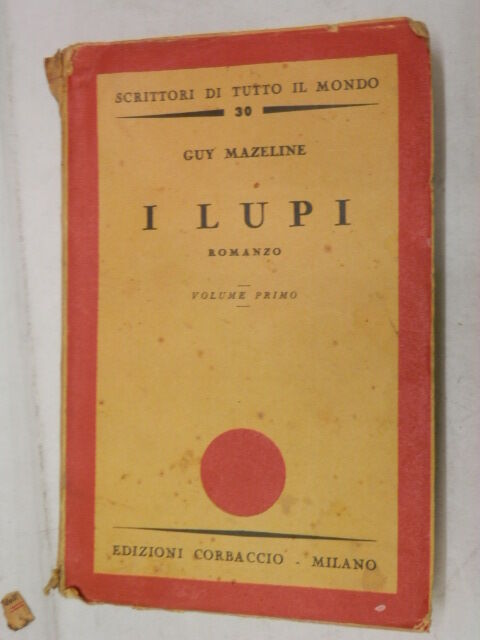 SCRITTORI DI TUTTO IL MONDO
30
GUY MAZELINE
I LUPI
ROMANZO
VOLUME PRIMO
EDIZIONI CORBACCIO - MILANO